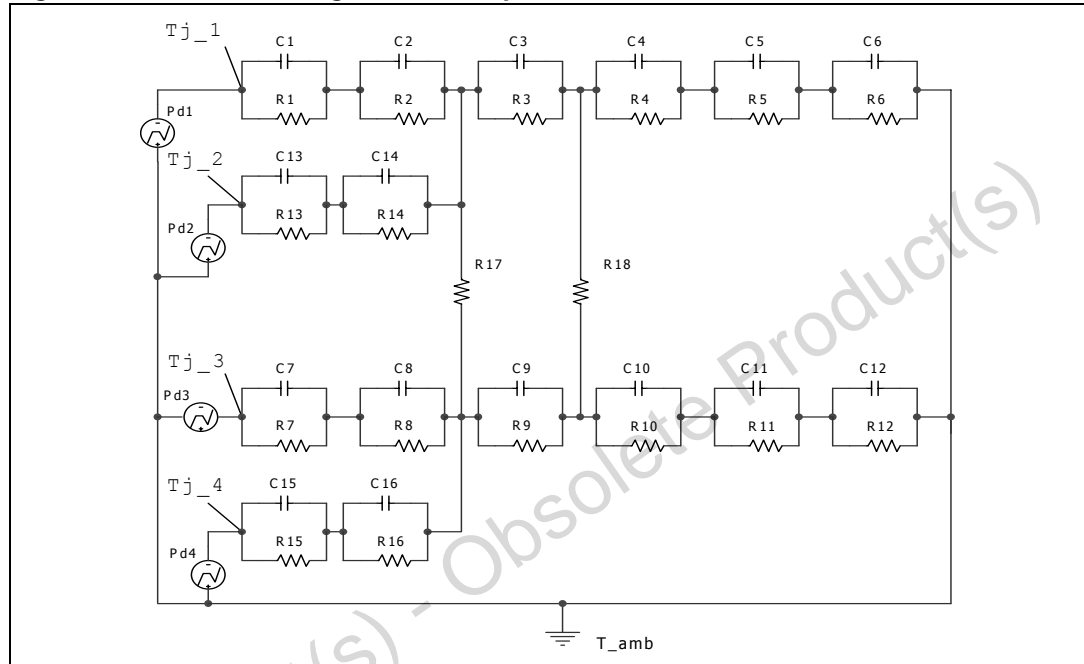 Tj_1
C1 C2 C3 C4 C5 C6
R1 R2 R3 R4 R5 R6
Pd1
Tj_2
C13 C14
R13 R14
Pd2
R17 R18
Tj_3
C7 C8 C9 C10 C11 C12
Pd3
R7 R8 R9 R10 R11 R12
Tj_4
C15 C16
R15 R16
Pd4
T_amb
(s) - Obsolete Product(s)